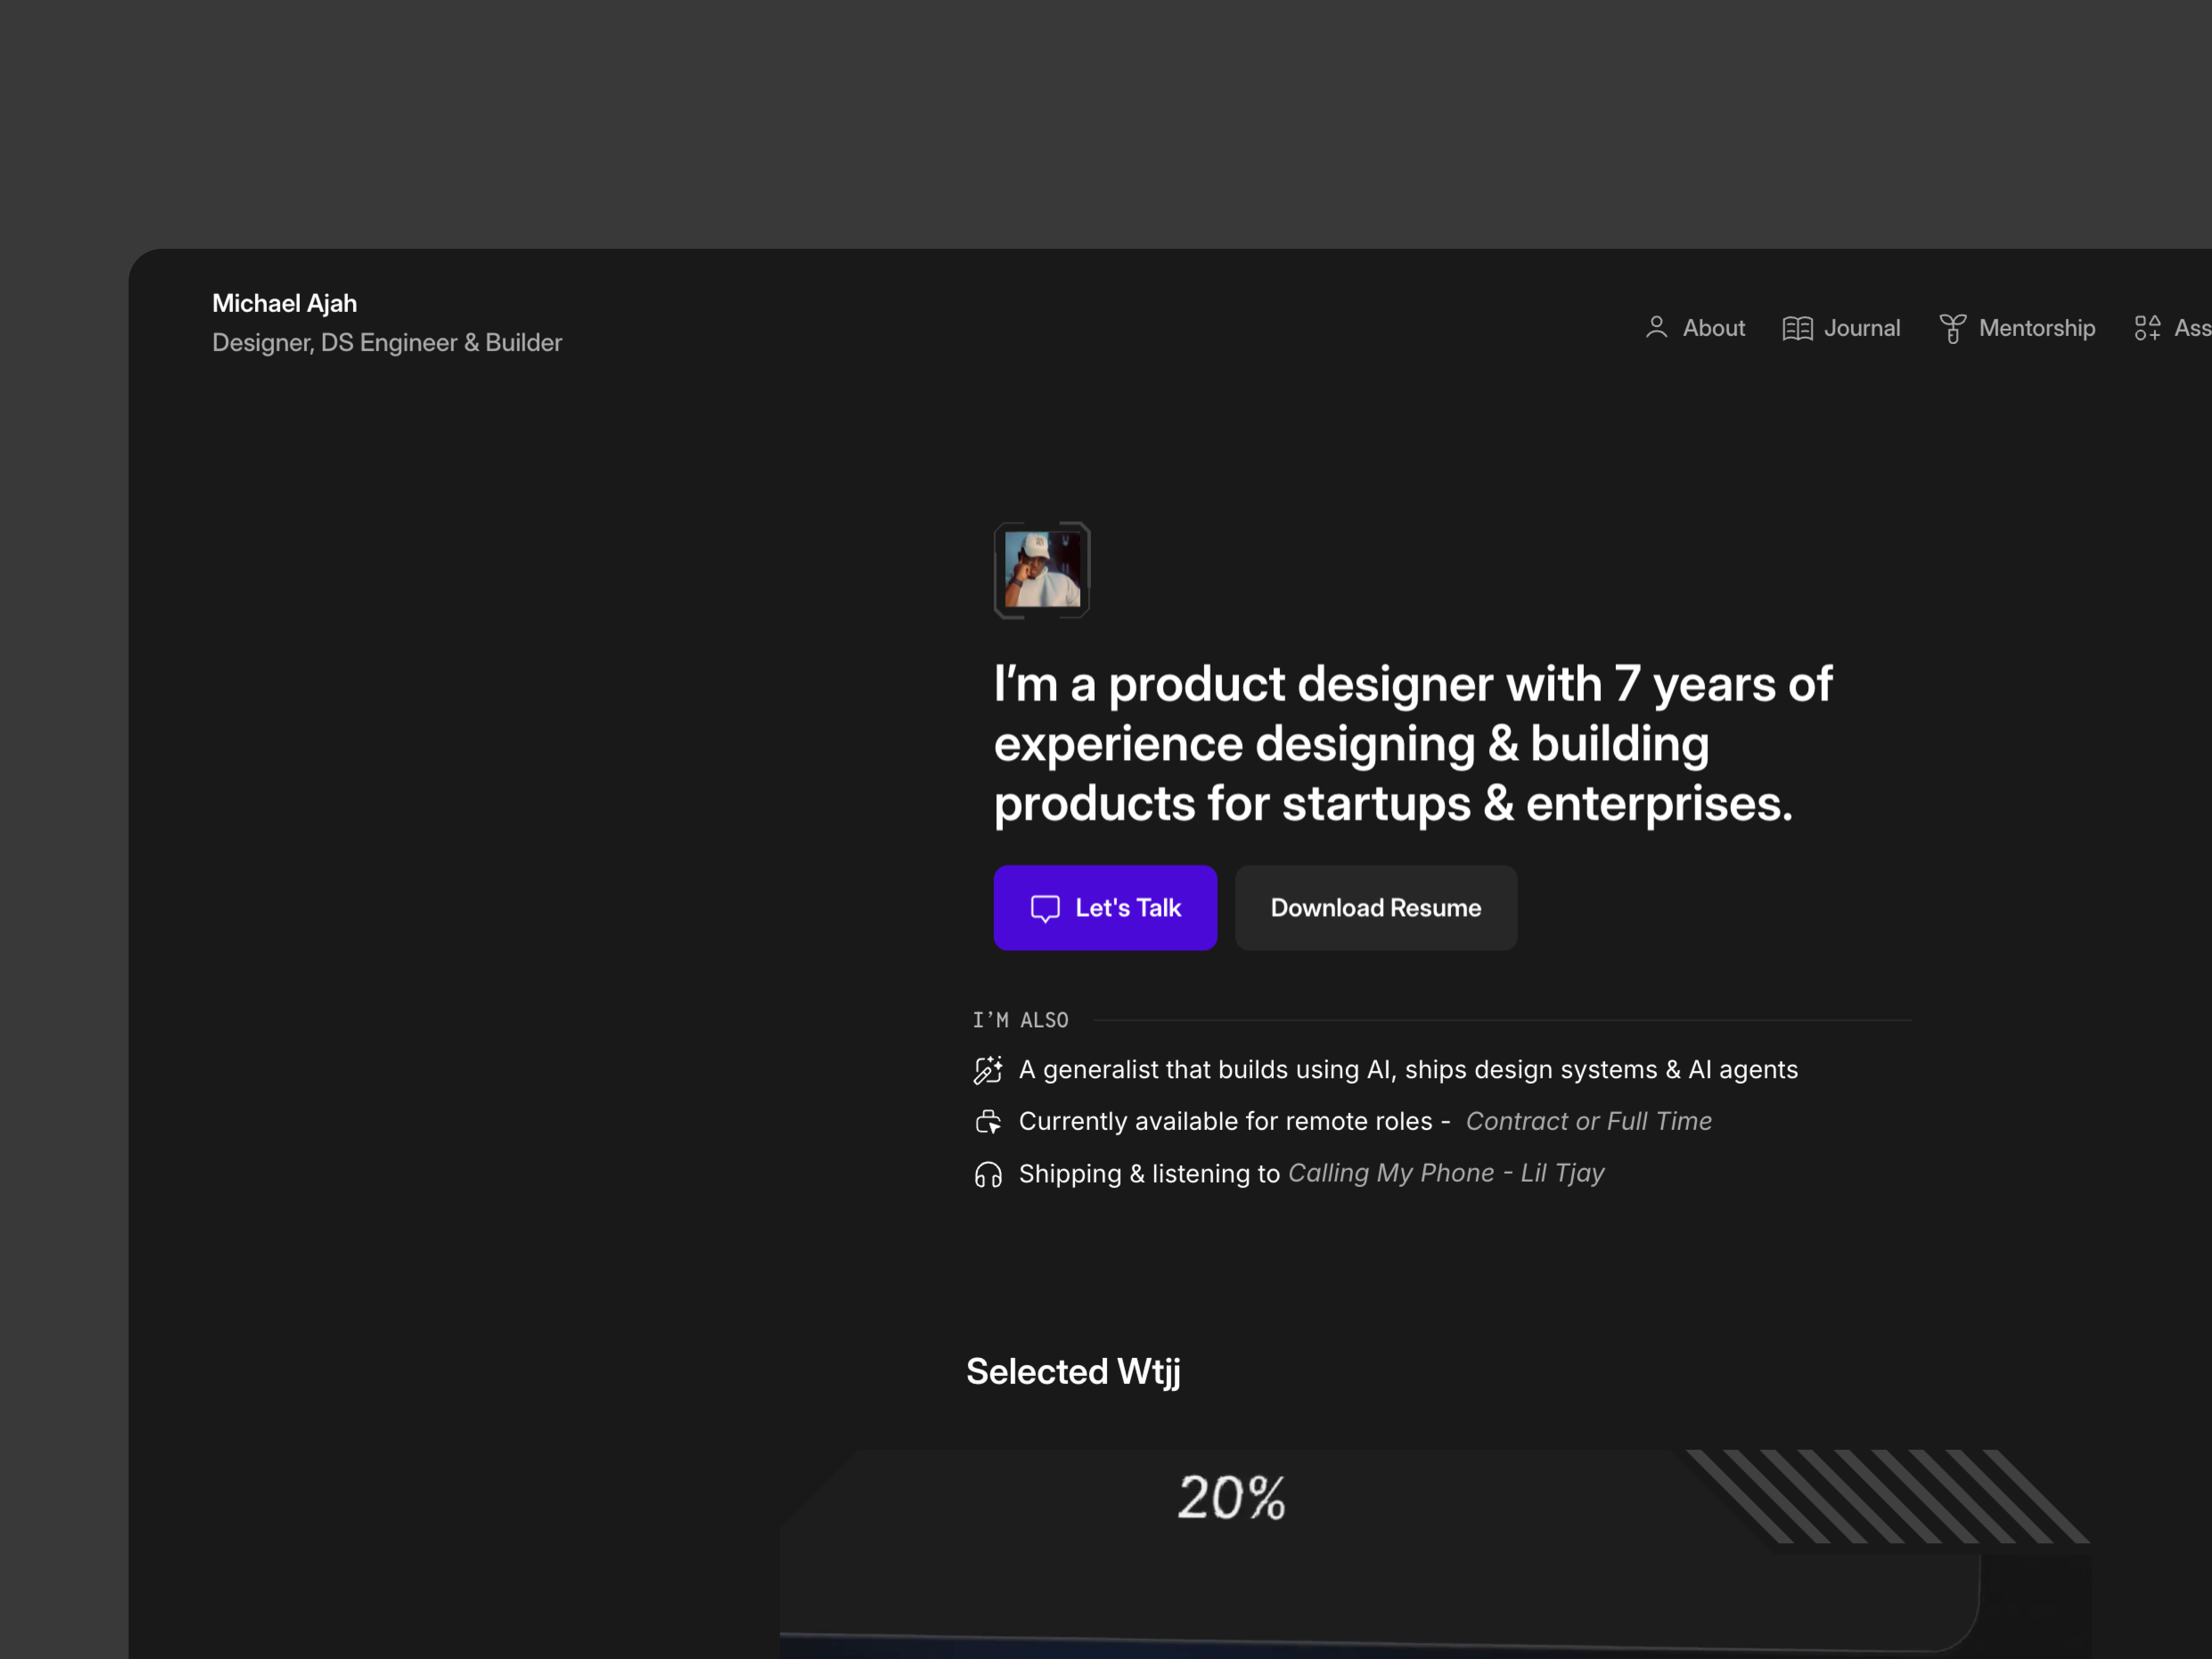 Michael Ajah
Designer, DS Engineer & Builder
About
Journal
Mentorship
Ass
I’m a product designer with 7 years of
experience designing & building
products for startups & enterprises.
Let's Talk
Download Resume
I’M ALSO
A generalist that builds using AI, ships design systems & AI agents
Currently available for remote roles - Contract or Full Time
Shipping & listening to Calling My Phone - Lil Tjay
Selected Wtjj
20%